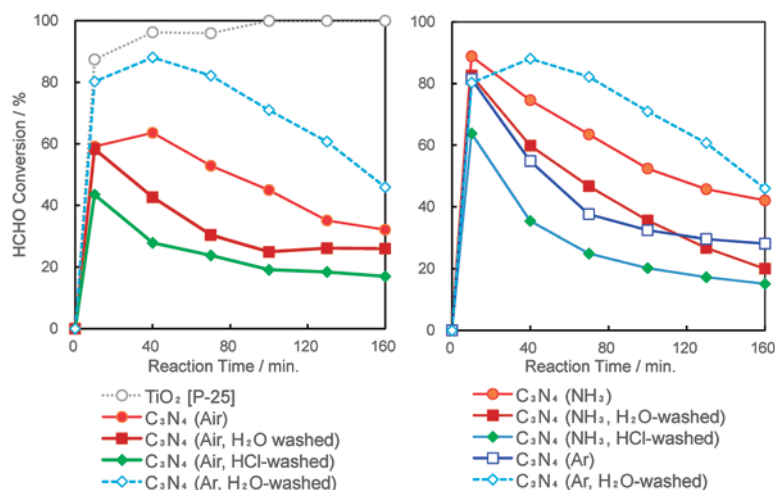 HCHO Conversion / %
100
80
60
40
20
0
0 40 80 120 160
Reaction Time / min.
TiO₂ [P-25]
C₃N₄ (Air)
C₃N₄ (Air, H₂O washed)
C₃N₄ (Air, HCl-washed)
C₃N₄ (Ar, H₂O-washed)
100
80
60
40
20
0
0 40 80 120 160
Reaction Time / min.
C₃N₄ (NH₃)
C₃N₄ (NH₃, H₂O-washed)
C₃N₄ (NH₃, HCl-washed)
C₃N₄ (Ar)
C₃N₄ (Ar, H₂O-washed)